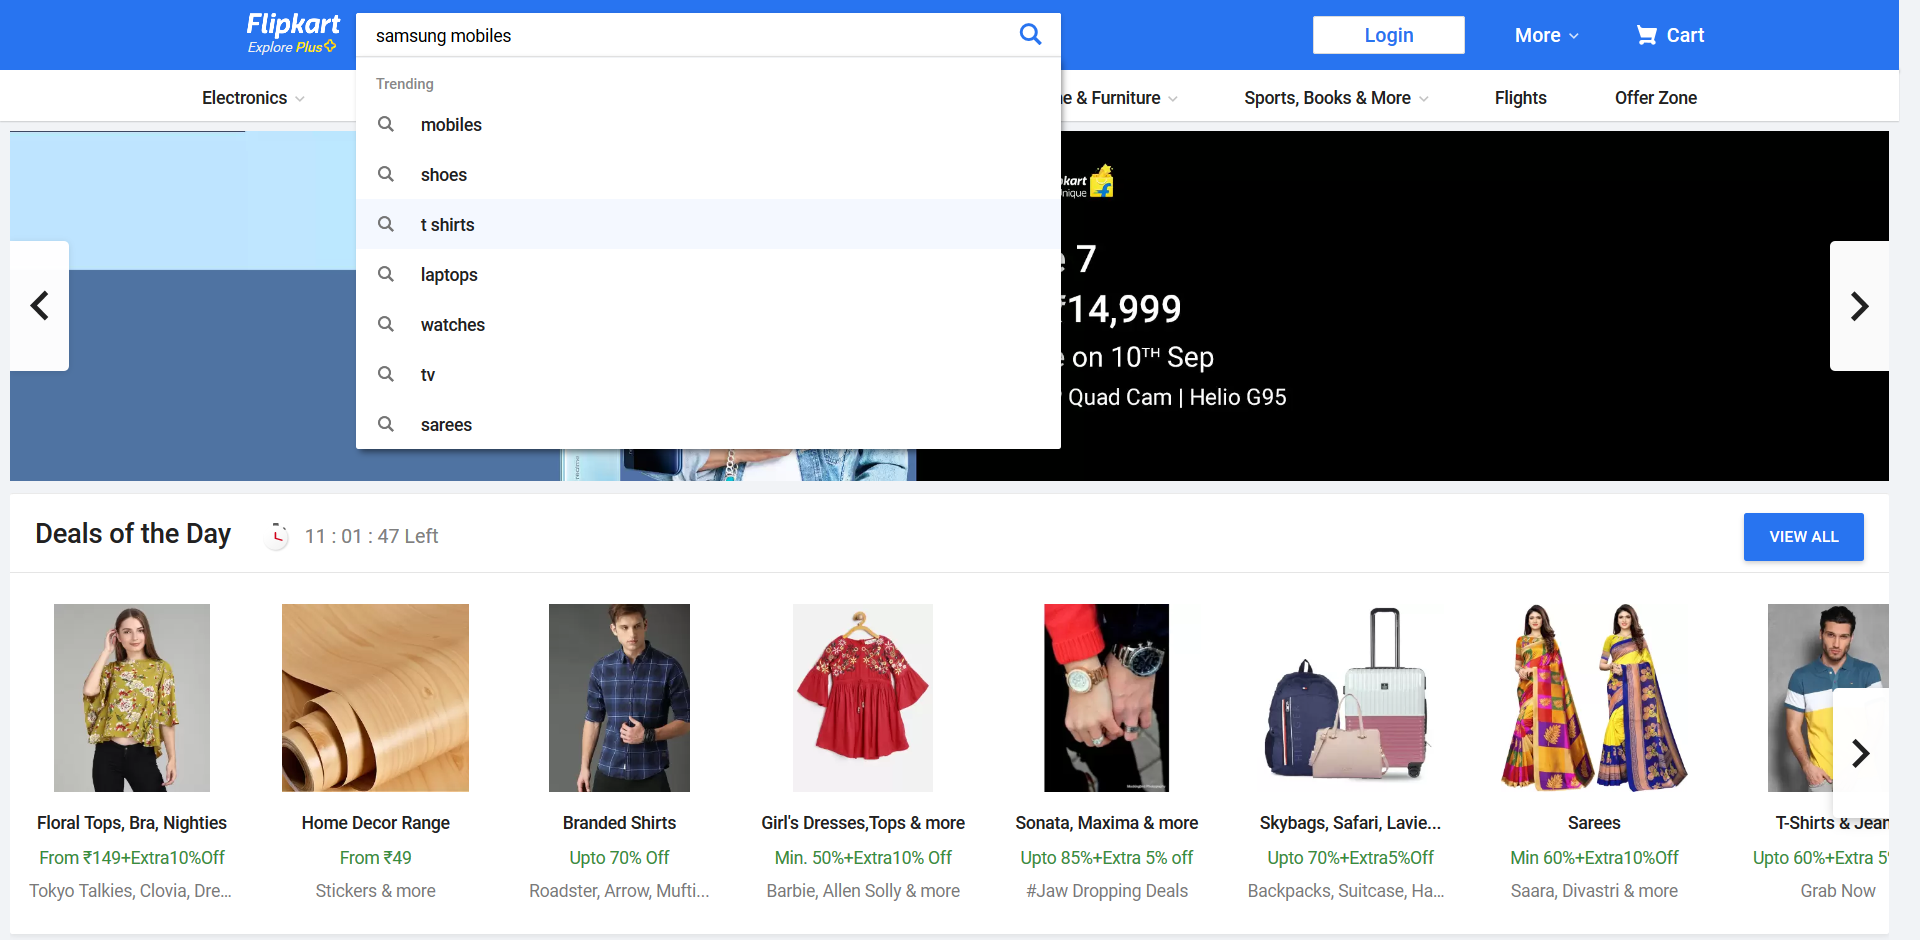 Flipkart
Explore Plus
samsung mobiles
Login
More
Cart
Electronics
e & Furniture
Sports, Books & More
Flights
Offer Zone
Trending
mobiles
shoes
t shirts
laptops
watches
tv
sarees
kart
nique
e 7
₹14,999
e on 10TH Sep
Quad Cam | Helio G95
realme
Deals of the Day
11 : 01 : 47 Left
VIEW ALL
Floral Tops, Bra, Nighties
From ₹149+Extra10%Off
Tokyo Talkies, Clovia, Dre...
Home Decor Range
From ₹49
Stickers & more
Branded Shirts
Upto 70% Off
Roadster, Arrow, Mufti...
Girl's Dresses,Tops & more
Min. 50%+Extra10% Off
Barbie, Allen Solly & more
Sonata, Maxima & more
Upto 85%+Extra 5% off
#Jaw Dropping Deals
Skybags, Safari, Lavie...
Upto 70%+Extra5%Off
Backpacks, Suitcase, Ha...
Sarees
Min 60%+Extra10%Off
Saara, Divastri & more
T-Shirts & Jean
Upto 60%+Extra 5
Grab Now